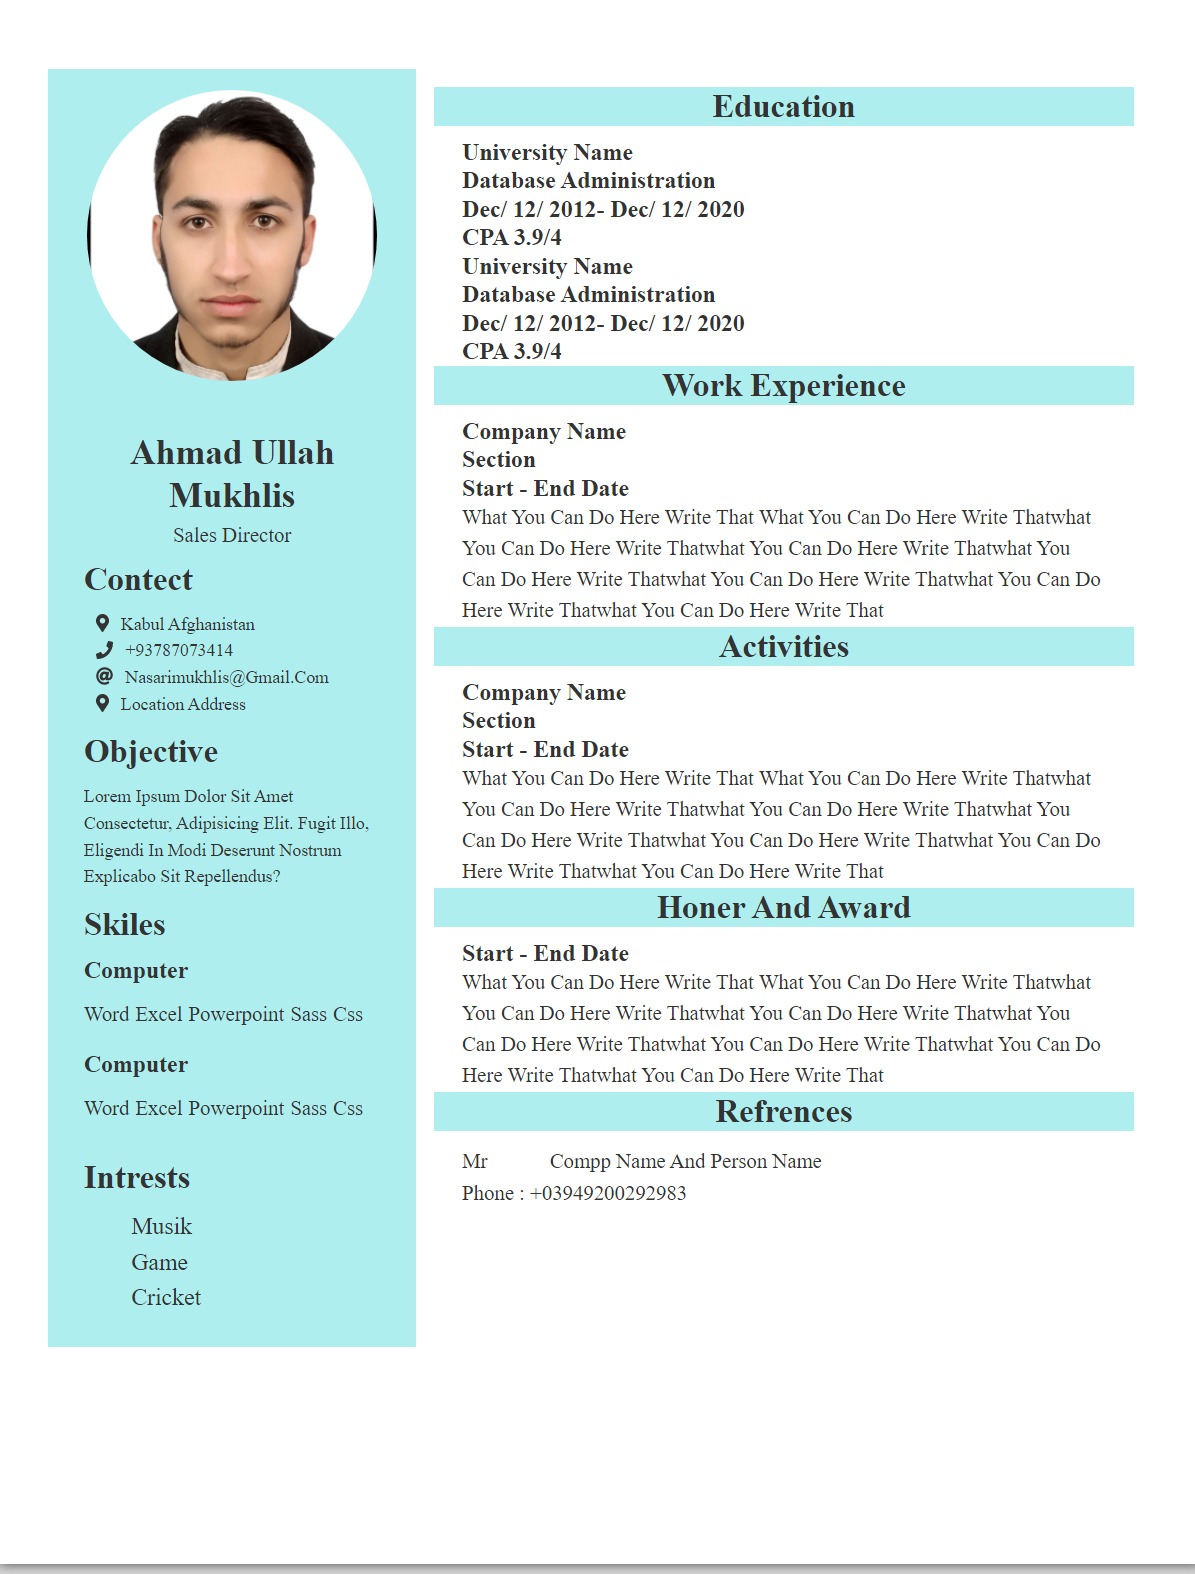 Ahmad Ullah
Mukhlis
Sales Director
Contect
Kabul Afghanistan
+93787073414
Nasarimukhlis@Gmail.Com
Location Address
Objective
Lorem Ipsum Dolor Sit Amet
Consectetur, Adipisicing Elit. Fugit Illo,
Eligendi In Modi Deserunt Nostrum
Explicabo Sit Repellendus?
Skiles
Computer
Word Excel Powerpoint Sass Css
Computer
Word Excel Powerpoint Sass Css
Intrests
Musik
Game
Cricket
Education
University Name
Database Administration
Dec/ 12/ 2012- Dec/ 12/ 2020
CPA 3.9/4
University Name
Database Administration
Dec/ 12/ 2012- Dec/ 12/ 2020
CPA 3.9/4
Work Experience
Company Name
Section
Start - End Date
What You Can Do Here Write That What You Can Do Here Write Thatwhat
You Can Do Here Write Thatwhat You Can Do Here Write Thatwhat You
Can Do Here Write Thatwhat You Can Do Here Write Thatwhat You Can Do
Here Write Thatwhat You Can Do Here Write That
Activities
Company Name
Section
Start - End Date
What You Can Do Here Write That What You Can Do Here Write Thatwhat
You Can Do Here Write Thatwhat You Can Do Here Write Thatwhat You
Can Do Here Write Thatwhat You Can Do Here Write Thatwhat You Can Do
Here Write Thatwhat You Can Do Here Write That
Honer And Award
Start - End Date
What You Can Do Here Write That What You Can Do Here Write Thatwhat
You Can Do Here Write Thatwhat You Can Do Here Write Thatwhat You
Can Do Here Write Thatwhat You Can Do Here Write Thatwhat You Can Do
Here Write Thatwhat You Can Do Here Write That
Refrences
Mr Compp Name And Person Name
Phone : +03949200292983